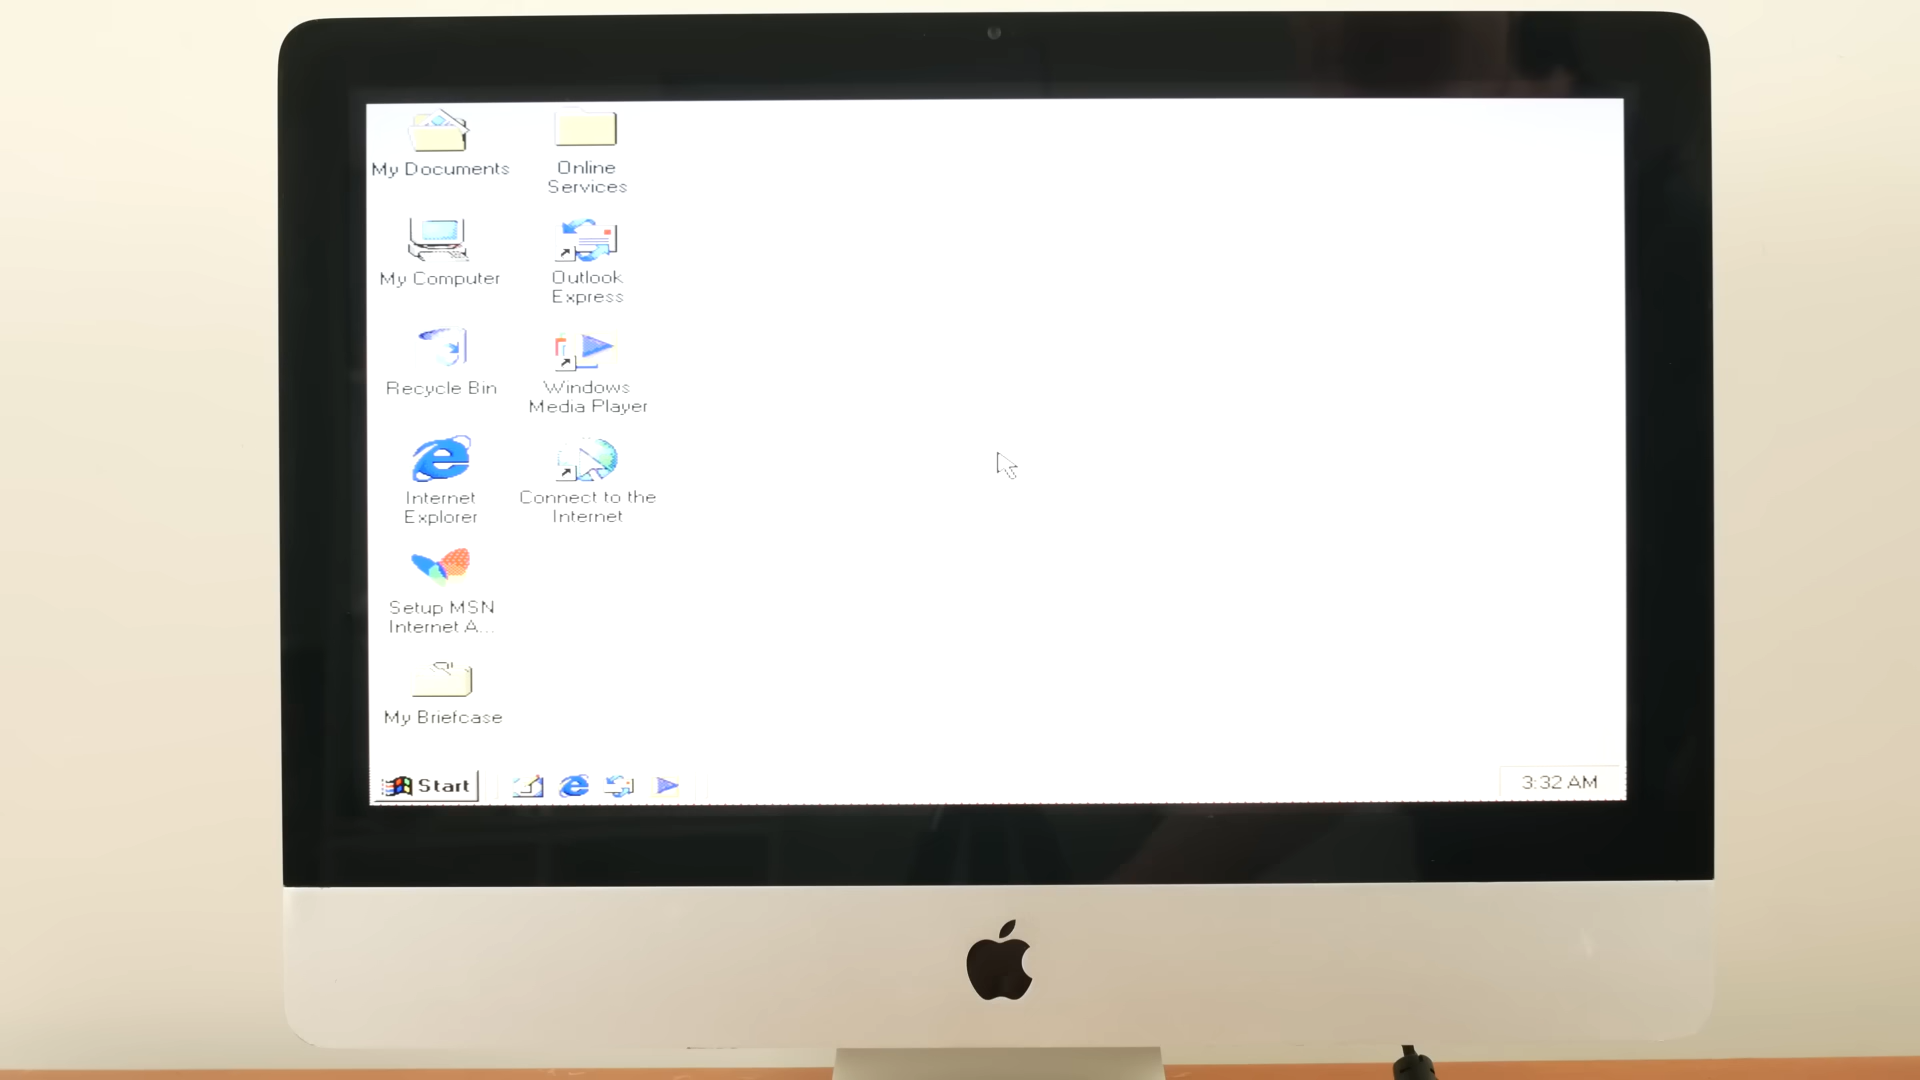 My Documents
Online
Services
My Computer
Outlook
Express
Recycle Bin
Windows
Media Player
Internet
Explorer
Connect to the
Internet
Setup MSN
Internet A...
My Briefcase
Start
3:32 AM